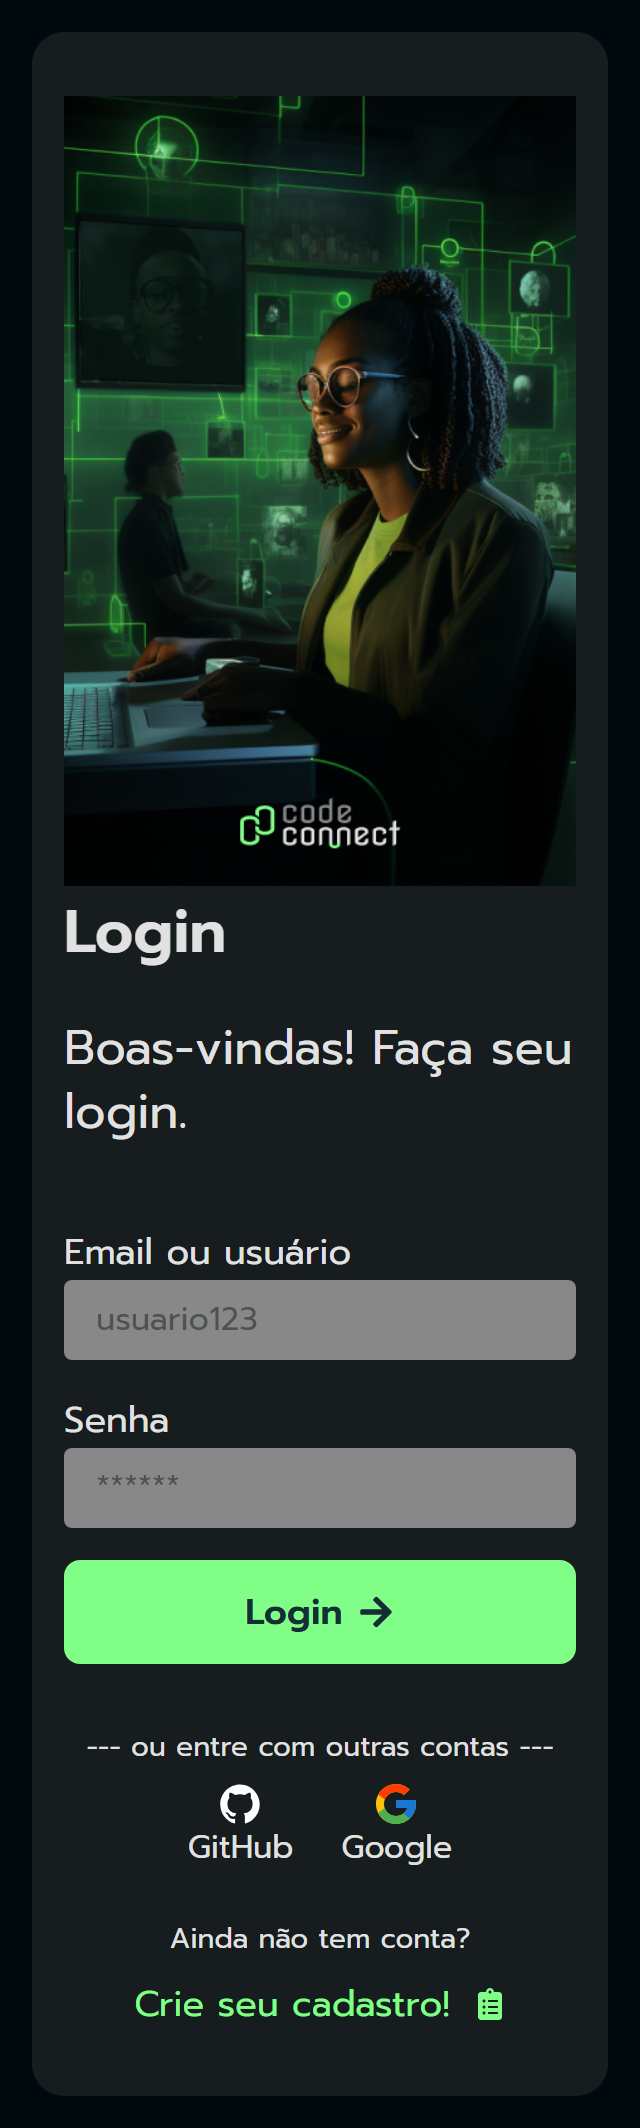 code
connect
Login
Boas-vindas! Faça seu
login.
Email ou usuário
usuario123
Senha
******
Login
--- ou entre com outras contas ---
GitHub
Google
Ainda não tem conta?
Crie seu cadastro!